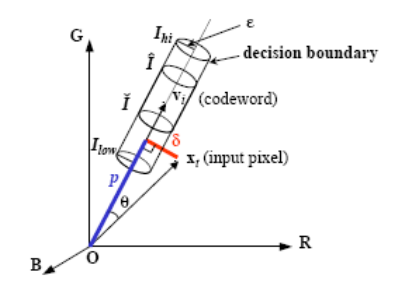 G
I_hi
ε
Î
decision boundary
Ǐ
v_i (codeword)
I_low
δ
x_t (input pixel)
p
θ
O
R
B